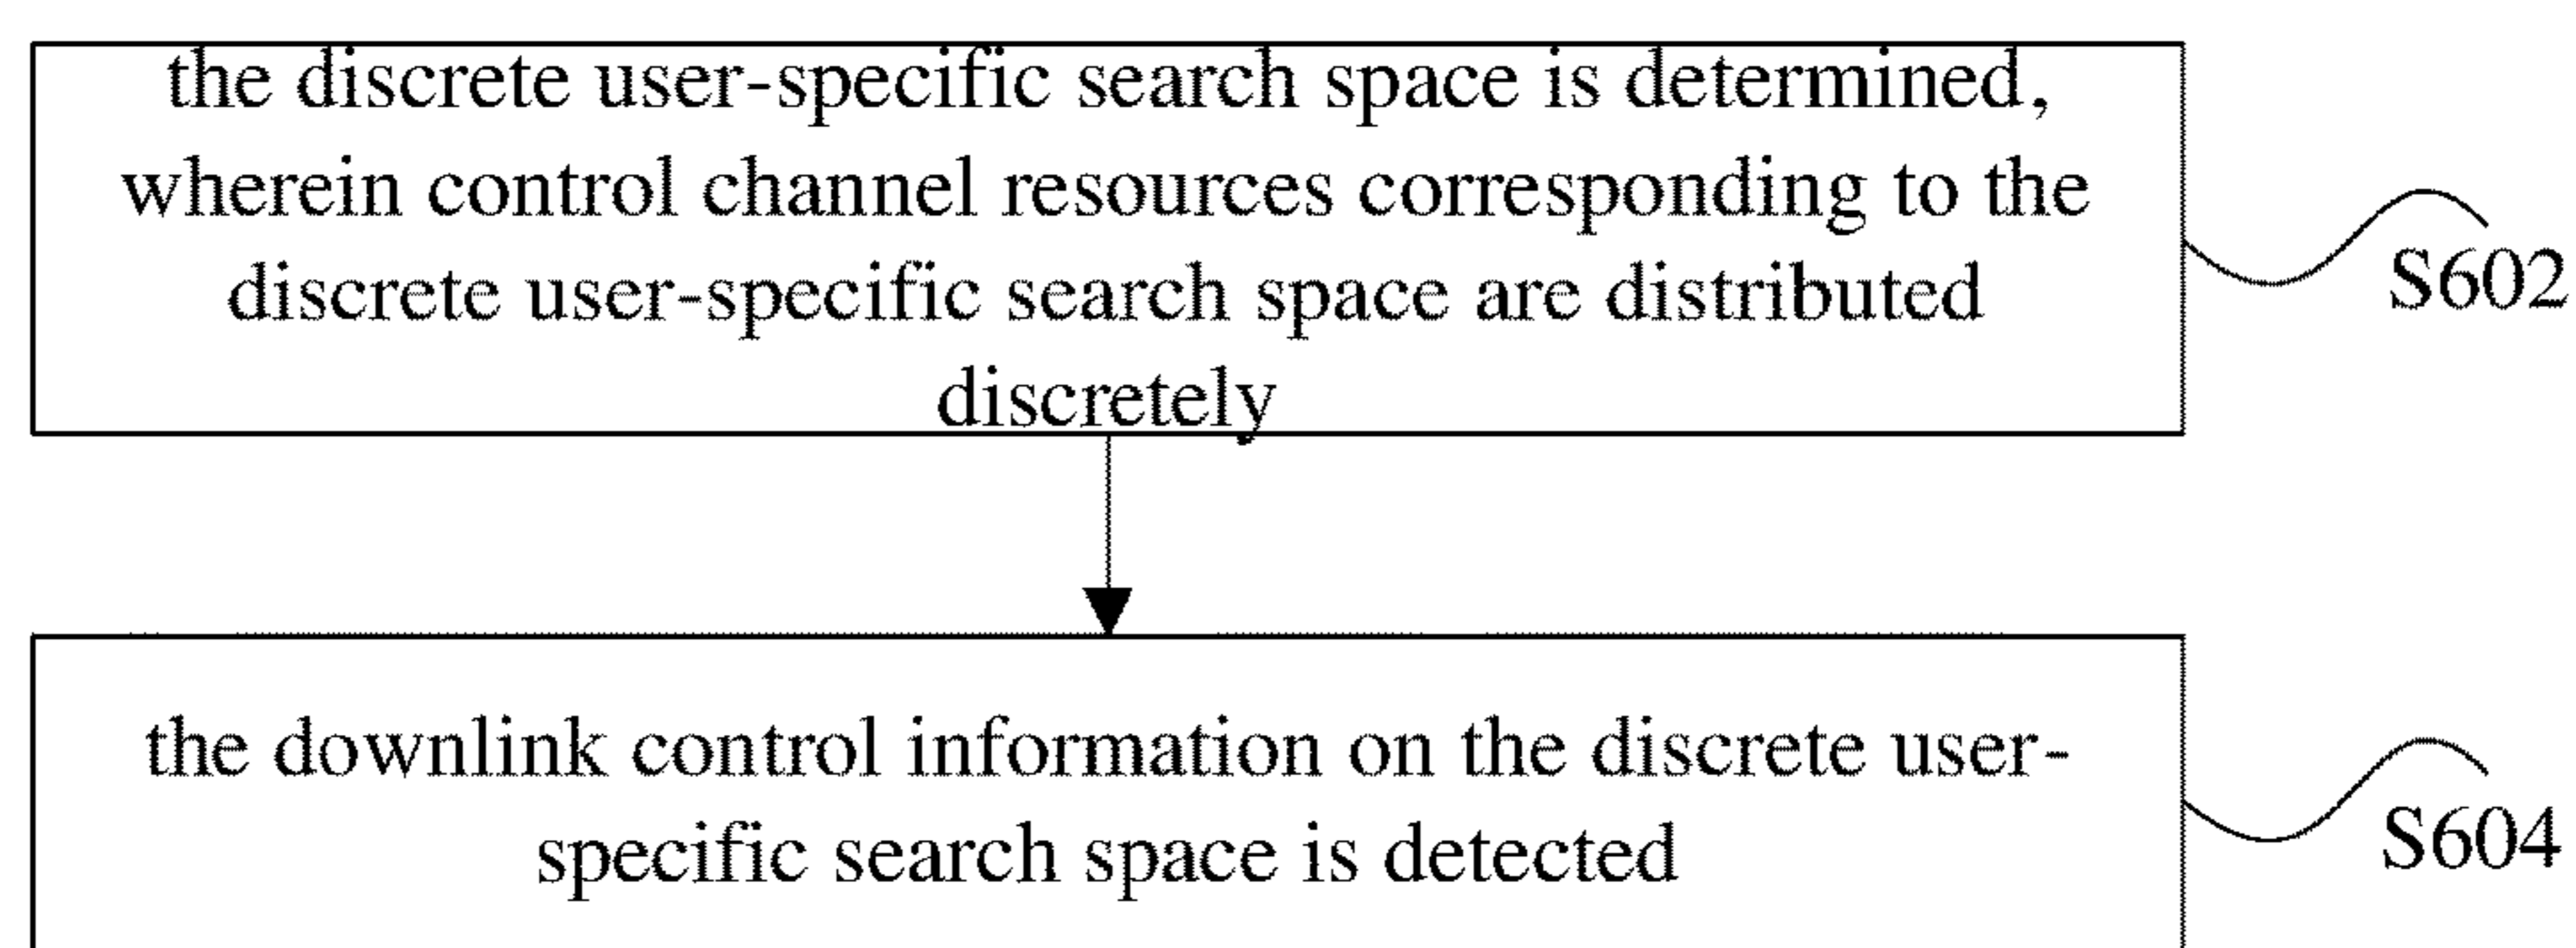 the discrete user-specific search space is determined,
wherein control channel resources corresponding to the
discrete user-specific search space are distributed
discretely
S602
the downlink control information on the discrete user-
specific search space is detected
S604